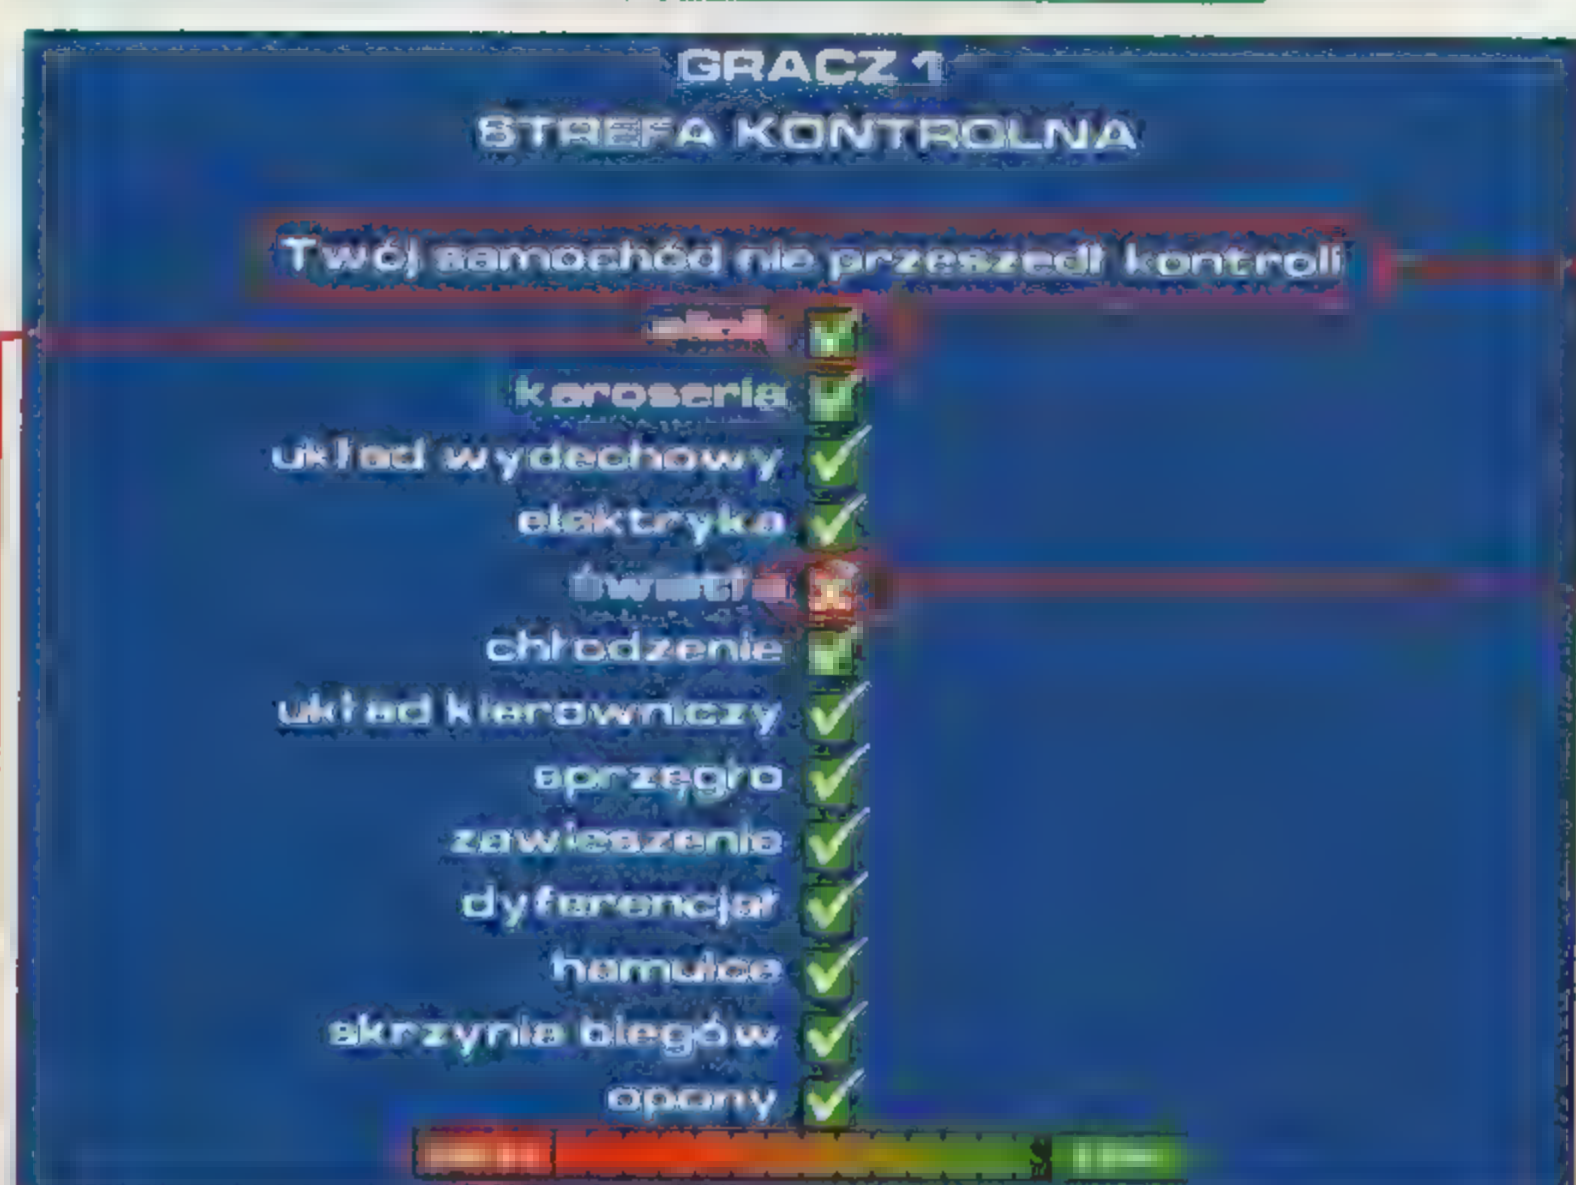 GRACZ 1
STREFA KONTROLNA
Twój samochód nie przeszedł kontroli
karoseria
układ wydechowy
elektryka
światła
chłodzenie
układ kierowniczy
sprzęgło
zawieszenie
dyferencjał
hamulce
skrzynia biegów
opony